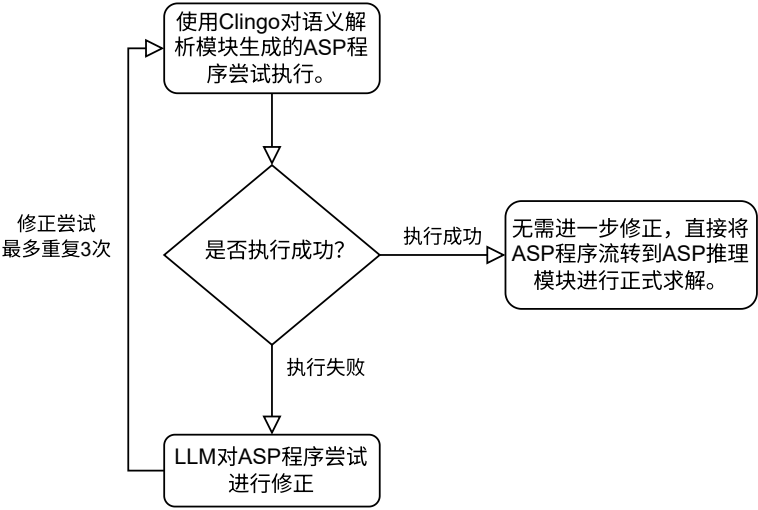 使用Clingo对语义解
析模块生成的ASP程
序尝试执行。
修正尝试
最多重复3次
是否执行成功？
执行成功
无需进一步修正，直接将
ASP程序流转到ASP推理
模块进行正式求解。
执行失败
LLM对ASP程序尝试
进行修正